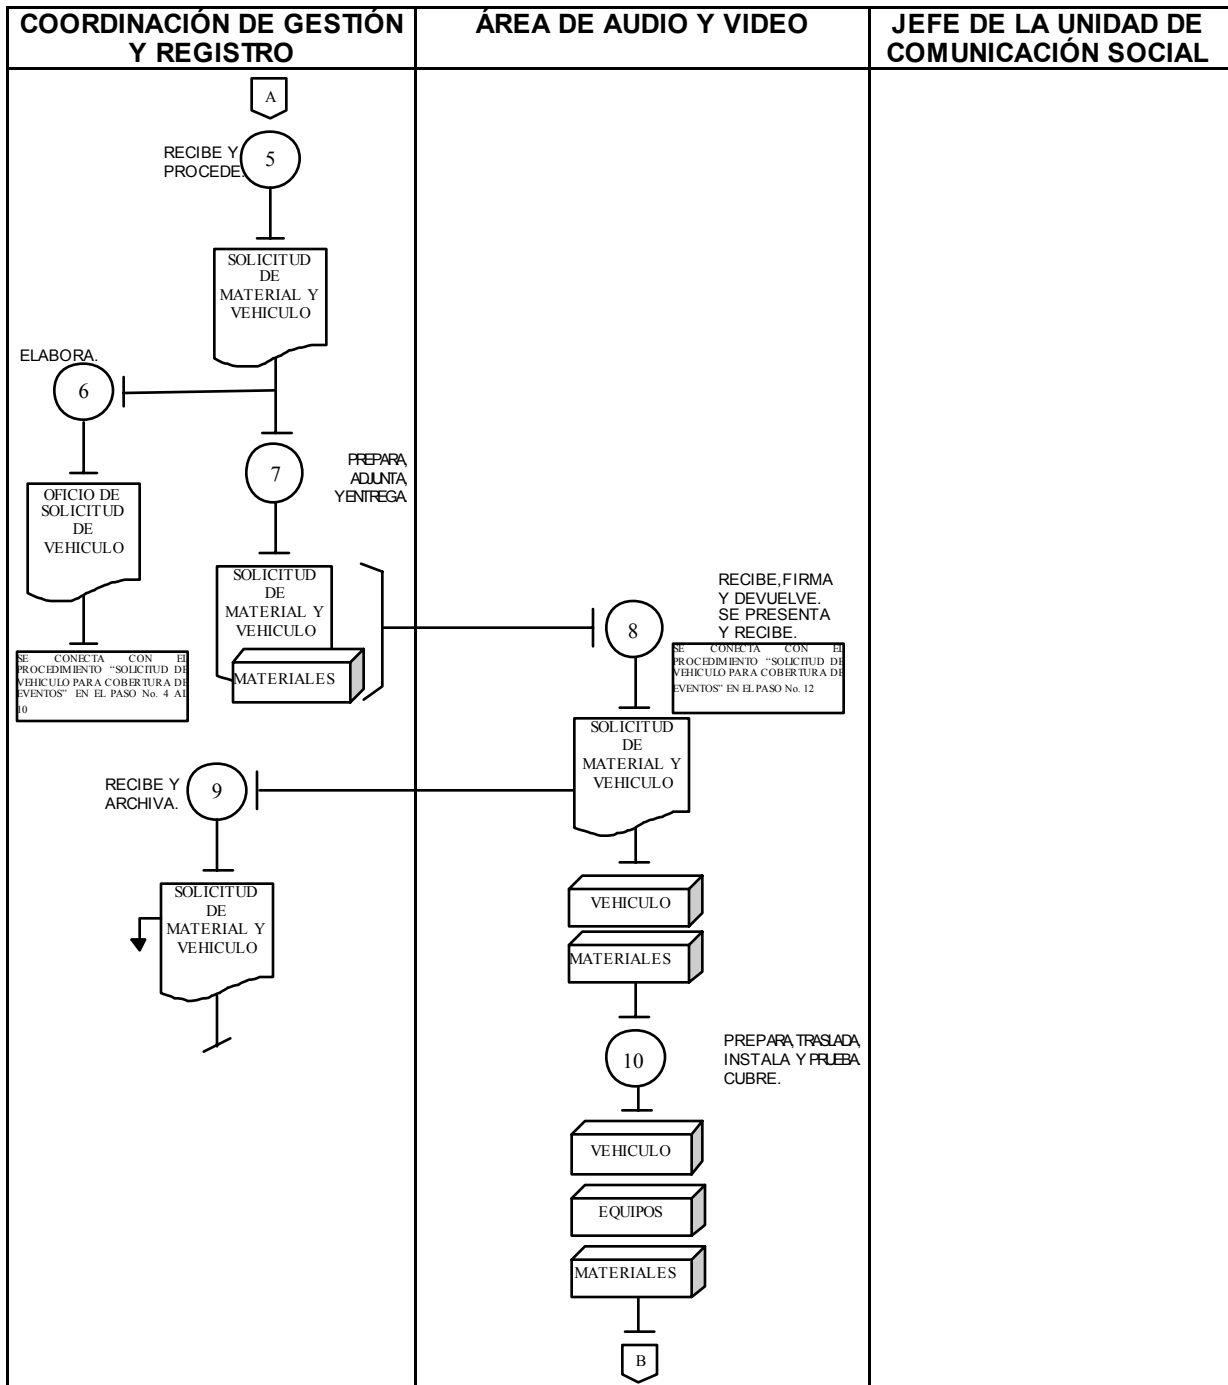 COORDINACIÓN DE GESTIÓN
Y REGISTRO
ÁREA DE AUDIO Y VIDEO
JEFE DE LA UNIDAD DE
COMUNICACIÓN SOCIAL
A
RECIBE Y
PROCEDE.
5
SOLICITUD
DE
MATERIAL Y
VEHICULO
ELABORA.
6
7
PREPARA,
ADJUNTA,
Y ENTREGA.
OFICIO DE
SOLICITUD
DE
VEHICULO
SOLICITUD
DE
MATERIAL Y
VEHICULO
MATERIALES
SE CONECTA CON EL
PROCEDIMIENTO “SOLICITUD DE
VEHICULO PARA COBERTURA DE
EVENTOS” EN EL PASO No. 4 AL
10
8
RECIBE, FIRMA
Y DEVUELVE.
SE PRESENTA
Y RECIBE.
SE CONECTA CON EL
PROCEDIMIENTO “SOLICITUD DE
VEHICULO PARA COBERTURA DE
EVENTOS” EN EL PASO No. 12
SOLICITUD
DE
MATERIAL Y
VEHICULO
RECIBE Y
ARCHIVA.
9
SOLICITUD
DE
MATERIAL Y
VEHICULO
VEHICULO
MATERIALES
10
PREPARA, TRASLADA,
INSTALA Y PRUEBA.
CUBRE.
VEHICULO
EQUIPOS
MATERIALES
B